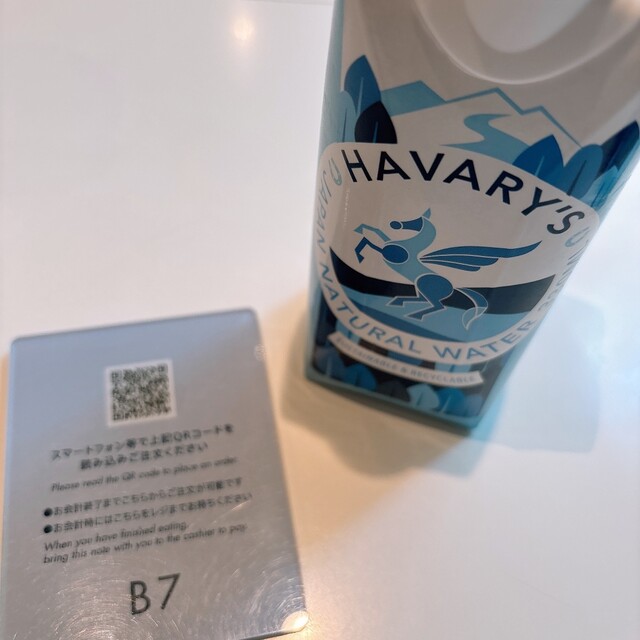 HAVARY'S
NATURAL WATER
SUSTAINABLE & RECYCLABLE
スマートフォン等で上記QRコードを
読み込めご注文ください
Please read the QR code to place an order.
●お会計終了までこちらからご注文が可能です
●お会計時にはこちらをレジまでお持ちください
When you have finished eating,
bring this note with you to the cashier to pay.
B7